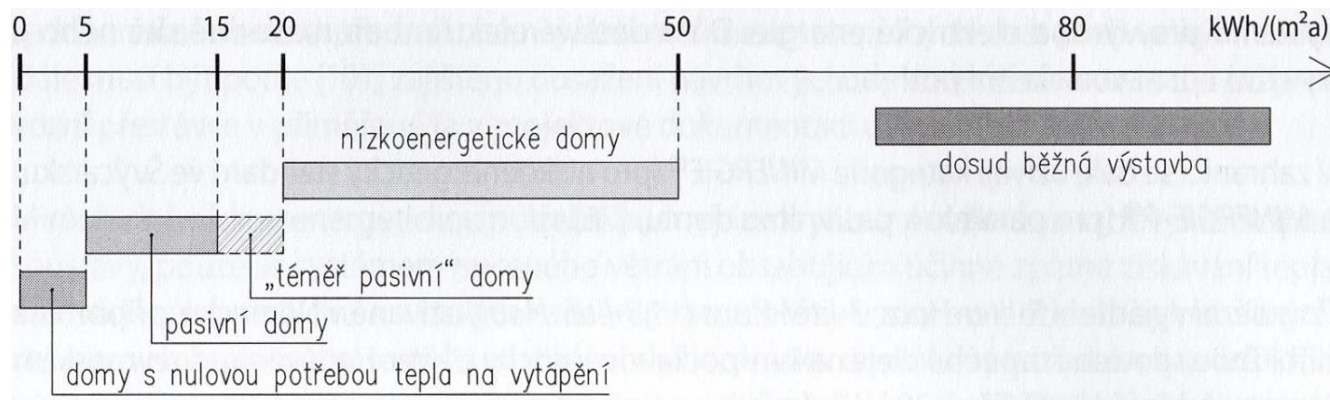 0 5 15 20 50 80 kWh/(m²a)
nízkoenergetické domy
dosud běžná výstavba
„téměř pasivní" domy
pasivní domy
domy s nulovou potřebou tepla na vytápění